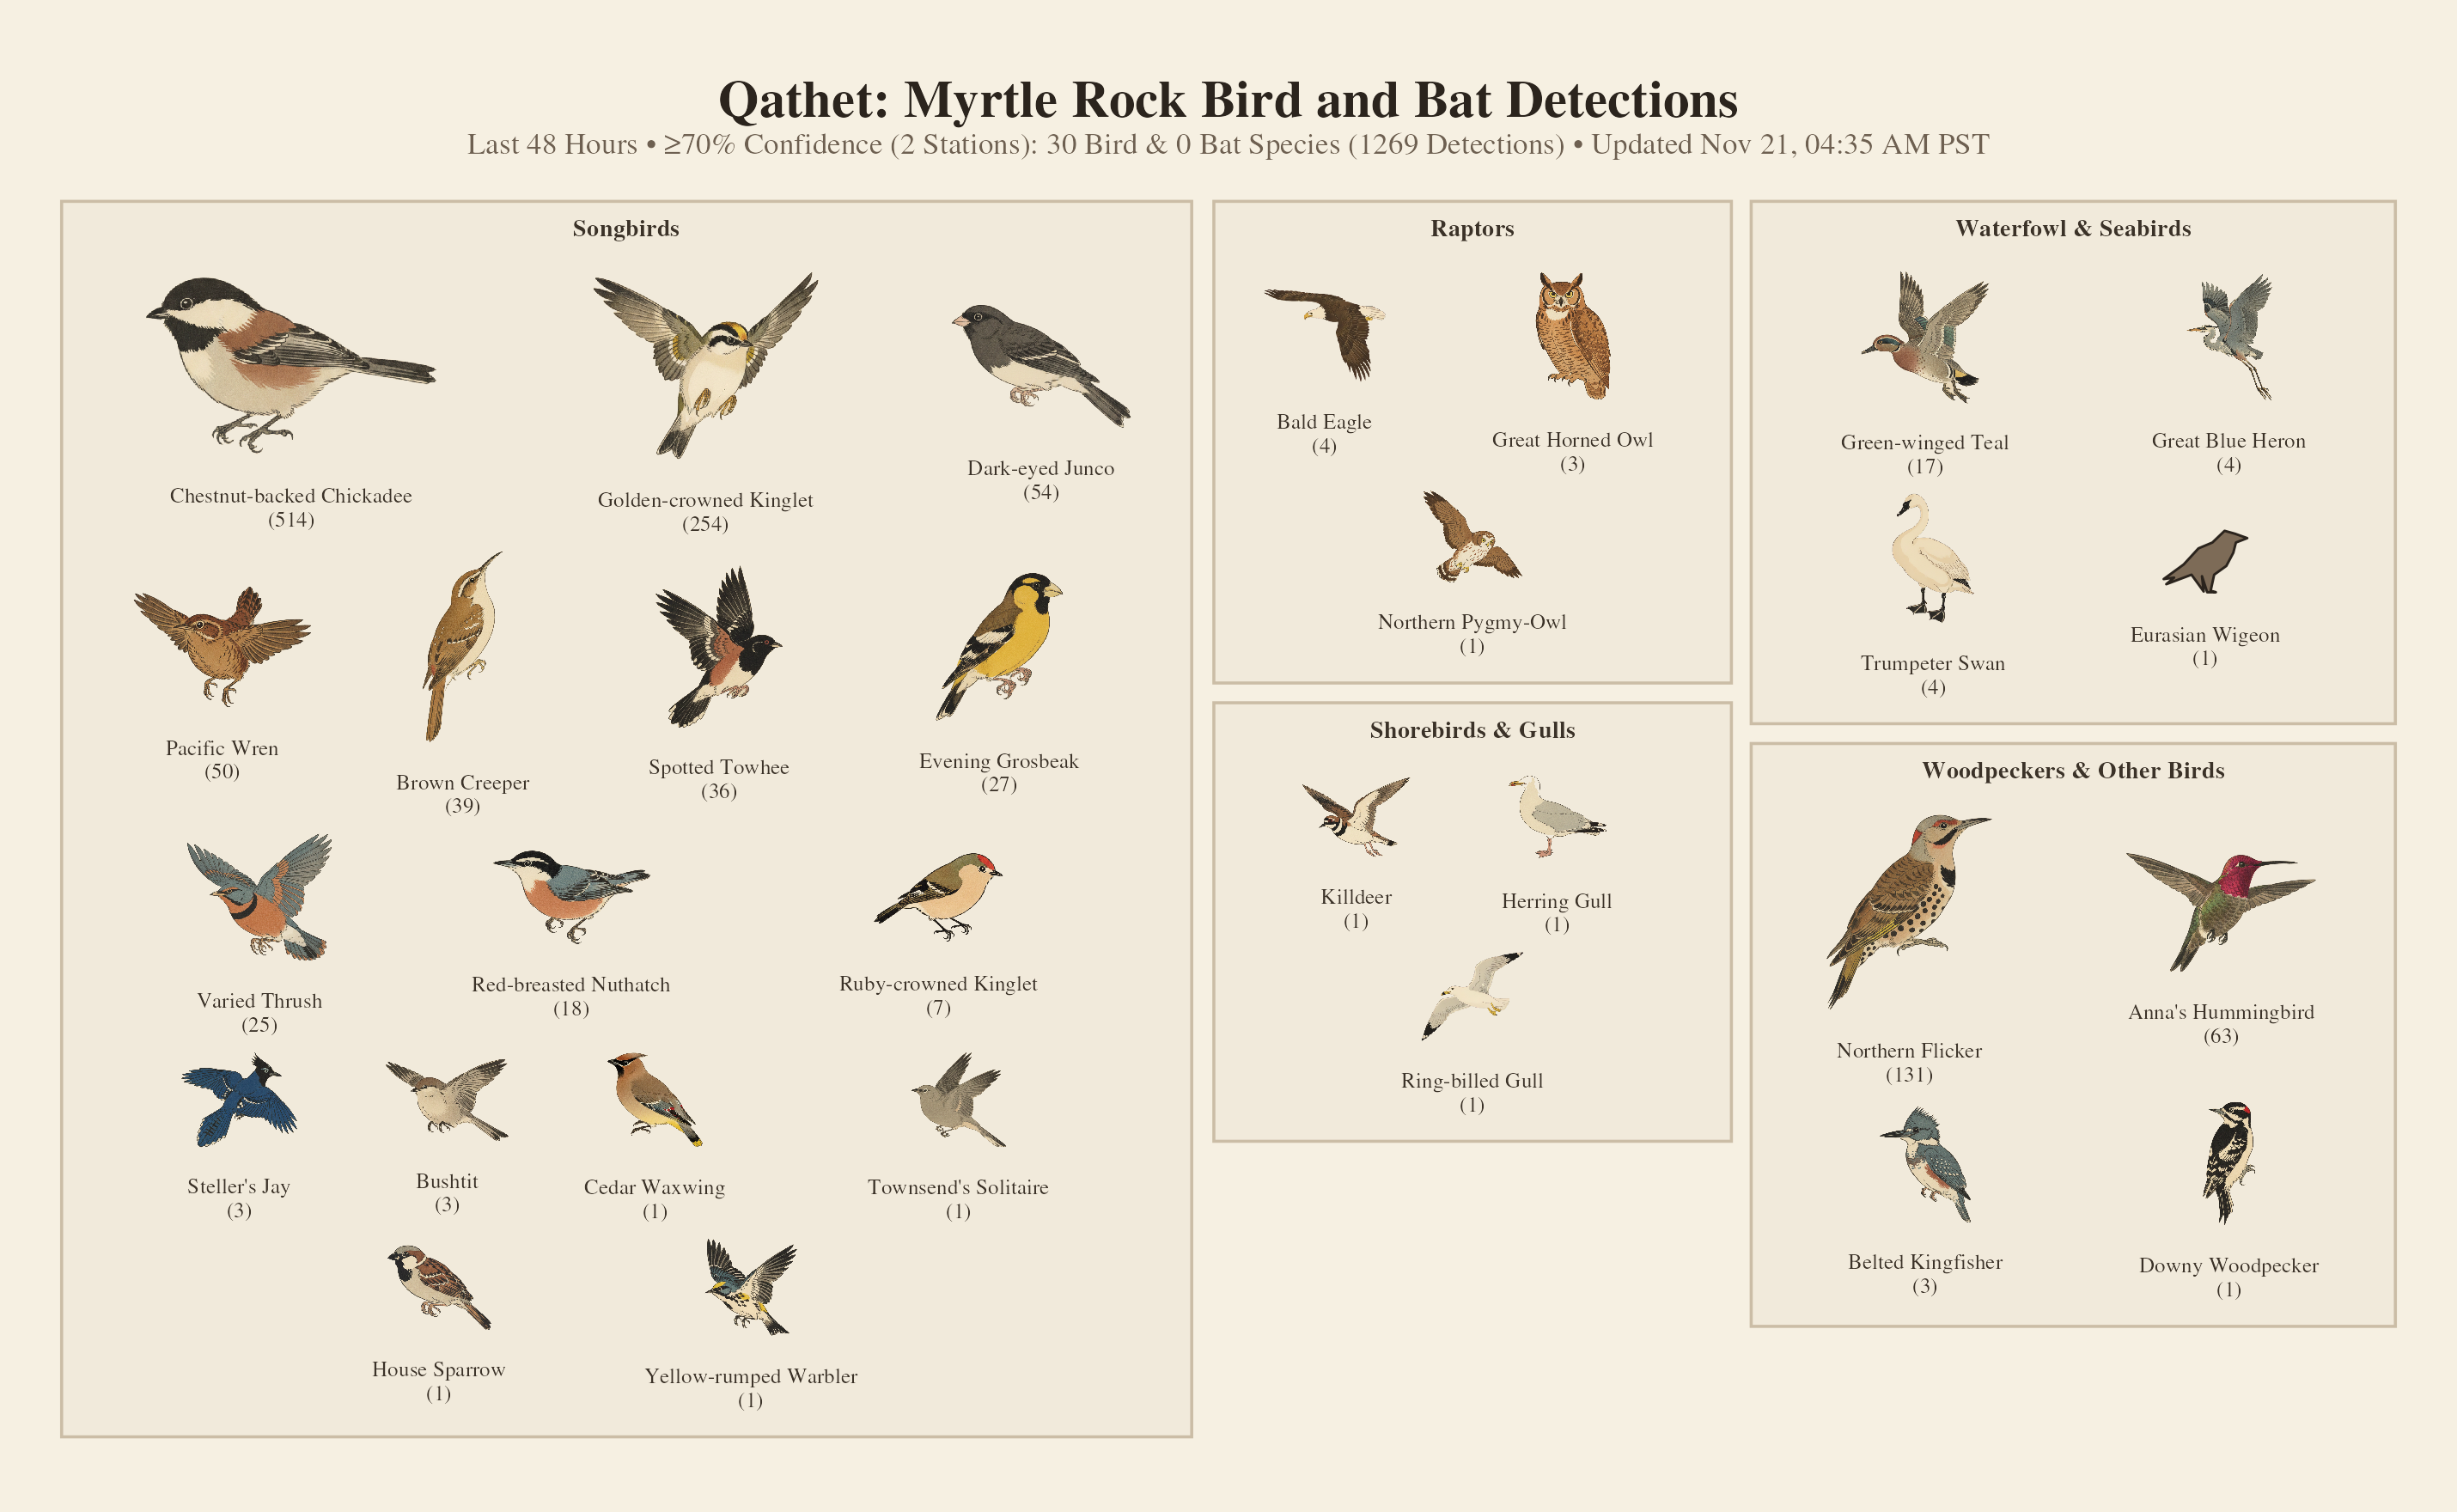 Qathet: Myrtle Rock Bird and Bat Detections
Last 48 Hours • ≥70% Confidence (2 Stations): 30 Bird & 0 Bat Species (1269 Detections) • Updated Nov 21, 04:35 AM PST
Songbirds
Chestnut-backed Chickadee
(514)
Golden-crowned Kinglet
(254)
Dark-eyed Junco
(54)
Pacific Wren
(50)
Brown Creeper
(39)
Spotted Towhee
(36)
Evening Grosbeak
(27)
Varied Thrush
(25)
Red-breasted Nuthatch
(18)
Ruby-crowned Kinglet
(7)
Steller's Jay
(3)
Bushtit
(3)
Cedar Waxwing
(1)
Townsend's Solitaire
(1)
House Sparrow
(1)
Yellow-rumped Warbler
(1)
Raptors
Bald Eagle
(4)
Great Horned Owl
(3)
Northern Pygmy-Owl
(1)
Shorebirds & Gulls
Killdeer
(1)
Herring Gull
(1)
Ring-billed Gull
(1)
Waterfowl & Seabirds
Green-winged Teal
(17)
Great Blue Heron
(4)
Trumpeter Swan
(4)
Eurasian Wigeon
(1)
Woodpeckers & Other Birds
Northern Flicker
(131)
Anna's Hummingbird
(63)
Belted Kingfisher
(3)
Downy Woodpecker
(1)